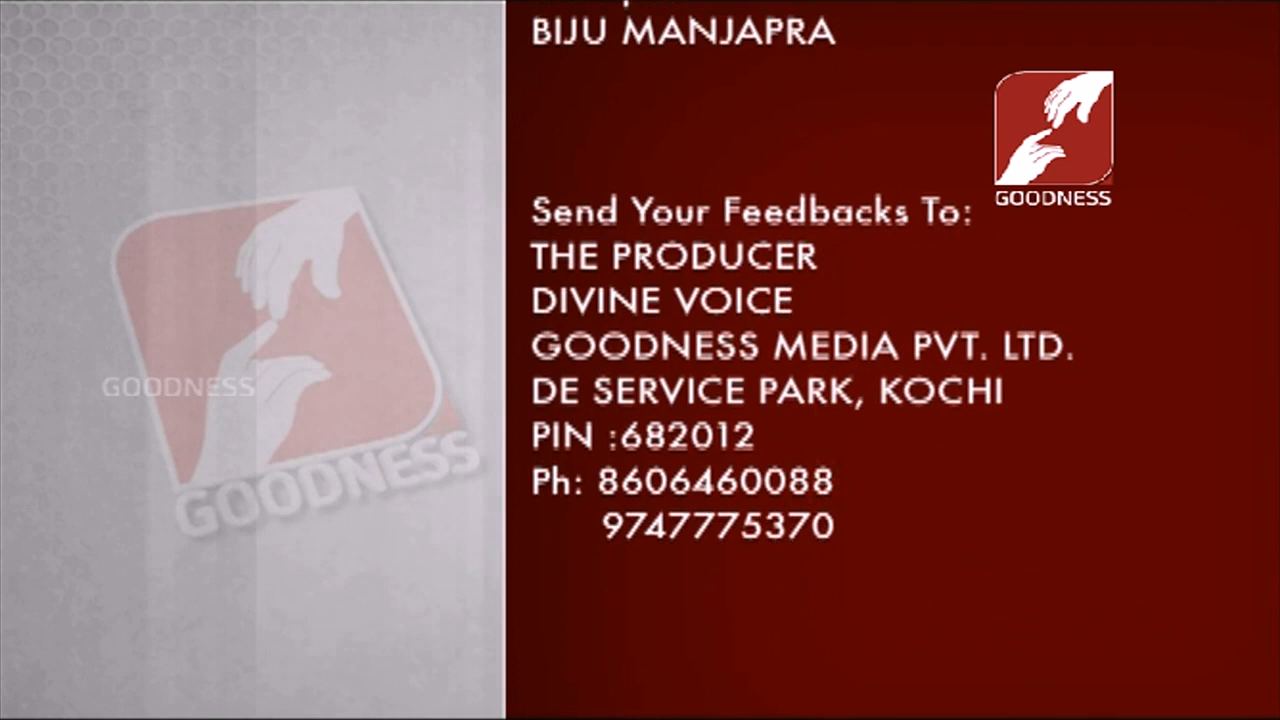 BIJU MANJAPRA
GOODNESS
Send Your Feedbacks To:
THE PRODUCER
DIVINE VOICE
GOODNESS MEDIA PVT. LTD.
DE SERVICE PARK, KOCHI
PIN :682012
Ph: 8606460088
9747775370
GOODNESS
GOODNESS